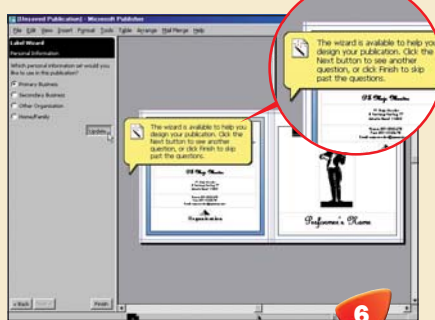 [Unsaved Publication] - Microsoft Publisher
File Edit View Insert Format Tools Table Arrange Mail Merge Help
Label Wizard
Personal Information
Which personal information set would you
like to use in this publication?
Primary Business
Secondary Business
Other Organization
Home/Family
Update
< Back
Finish
The wizard is available to help you
design your publication. Click the
Next button to see another
question, or click Finish to skip
past the questions.
Organization
The wizard is available to help you
design your publication. Click the
Next button to see another
question, or click Finish to skip
past the questions.
Performer's Name
6